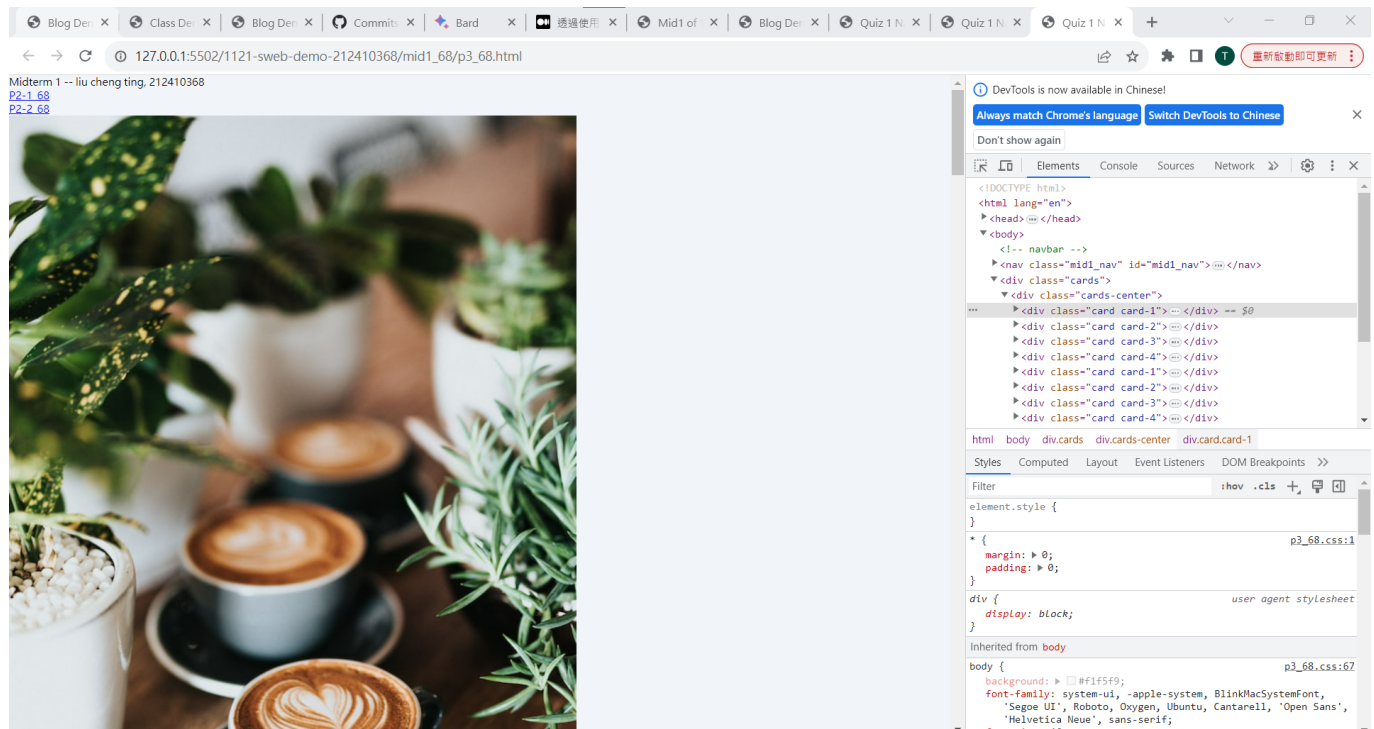 Blog Den Class De Blog Den Commits Bard 透過使用 Mid1 of Blog Den Quiz 1 N Quiz 1 N Quiz 1 N
127.0.0.1:5502/1121-sweb-demo-212410368/mid1_68/p3_68.html T 重新啟動即可更新
Midterm 1 -- liu cheng ting, 212410368
P2-1_68
P2-2_68
DevTools is now available in Chinese!
Always match Chrome's language Switch DevTools to Chinese
Don't show again
Elements Console Sources Network
<!DOCTYPE html>
<html lang="en">
<head>…</head>
<body>
<!-- navbar -->
<nav class="mid1_nav" id="mid1_nav">…</nav>
<div class="cards">
<div class="cards-center">
<div class="card card-1">…</div> == $0
<div class="card card-2">…</div>
<div class="card card-3">…</div>
<div class="card card-4">…</div>
<div class="card card-1">…</div>
<div class="card card-2">…</div>
<div class="card card-3">…</div>
<div class="card card-4">…</div>
html body div.cards div.cards-center div.card.card-1
Styles Computed Layout Event Listeners DOM Breakpoints
Filter :hov .cls
element.style {
}
* { p3_68.css:1
margin: 0;
padding: 0;
}
div { user agent stylesheet
display: block;
}
Inherited from body
body { p3_68.css:67
background: #f1f5f9;
font-family: system-ui, -apple-system, BlinkMacSystemFont,
'Segoe UI', Roboto, Oxygen, Ubuntu, Cantarell, 'Open Sans',
'Helvetica Neue', sans-serif;